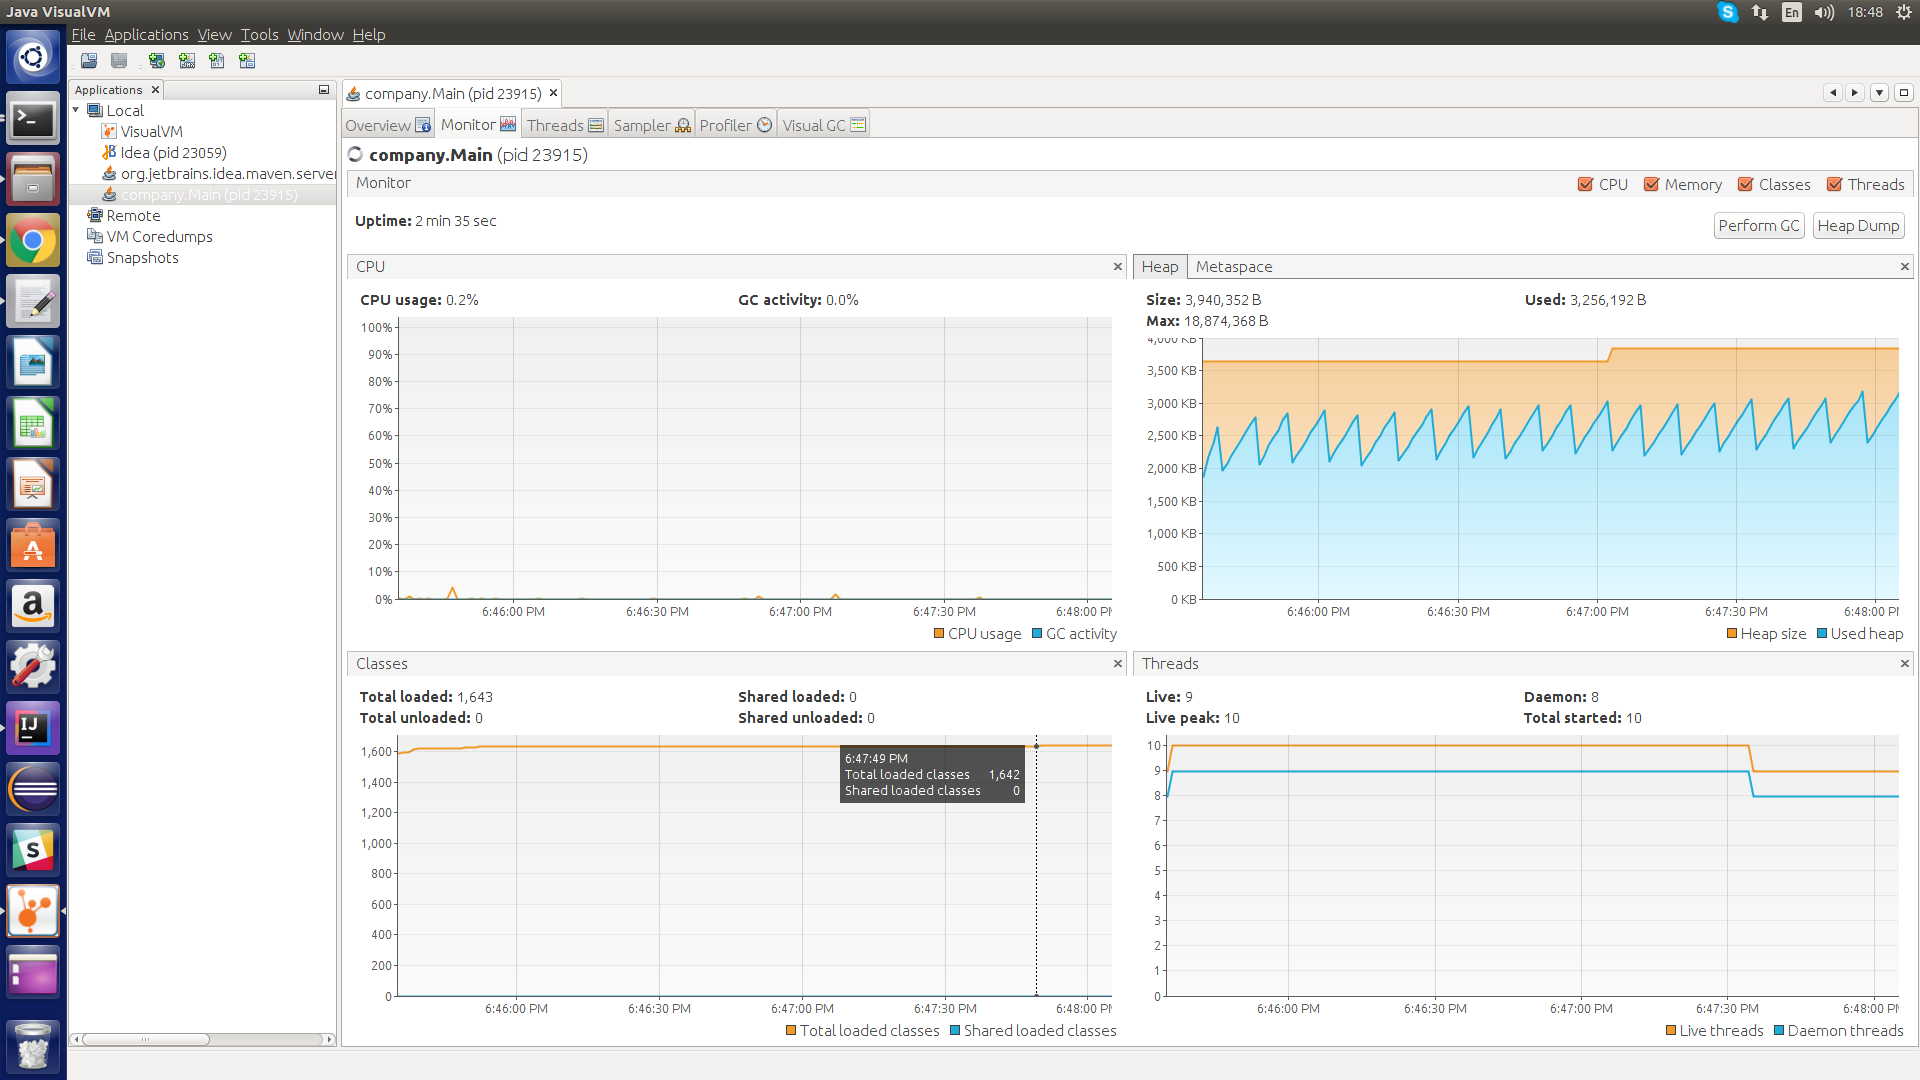 Java VisualVM
En
18:48
File Applications View Tools Window Help
Applications
Local
VisualVM
Idea (pid 23059)
org.jetbrains.idea.maven.server
company.Main (pid 23915)
Remote
VM Coredumps
Snapshots
company.Main (pid 23915)
Overview Monitor Threads Sampler Profiler Visual GC
company.Main (pid 23915)
Monitor
CPU Memory Classes Threads
Uptime: 2 min 35 sec
Perform GC Heap Dump
CPU
CPU usage: 0.2% GC activity: 0.0%
100%
90%
80%
70%
60%
50%
40%
30%
20%
10%
0%
6:46:00 PM 6:46:30 PM 6:47:00 PM 6:47:30 PM 6:48:00 PM
CPU usage GC activity
Heap Metaspace
Size: 3,940,352 B Used: 3,256,192 B
Max: 18,874,368 B
4,000 KB
3,500 KB
3,000 KB
2,500 KB
2,000 KB
1,500 KB
1,000 KB
500 KB
0 KB
6:46:00 PM 6:46:30 PM 6:47:00 PM 6:47:30 PM 6:48:00 PM
Heap size Used heap
Classes
Total loaded: 1,643 Shared loaded: 0
Total unloaded: 0 Shared unloaded: 0
1,600
1,400
1,200
1,000
800
600
400
200
0
6:47:49 PM
Total loaded classes 1,642
Shared loaded classes 0
6:46:00 PM 6:46:30 PM 6:47:00 PM 6:47:30 PM 6:48:00 PM
Total loaded classes Shared loaded classes
Threads
Live: 9 Daemon: 8
Live peak: 10 Total started: 10
10
9
8
7
6
5
4
3
2
1
0
6:46:00 PM 6:46:30 PM 6:47:00 PM 6:47:30 PM 6:48:00 PM
Live threads Daemon threads